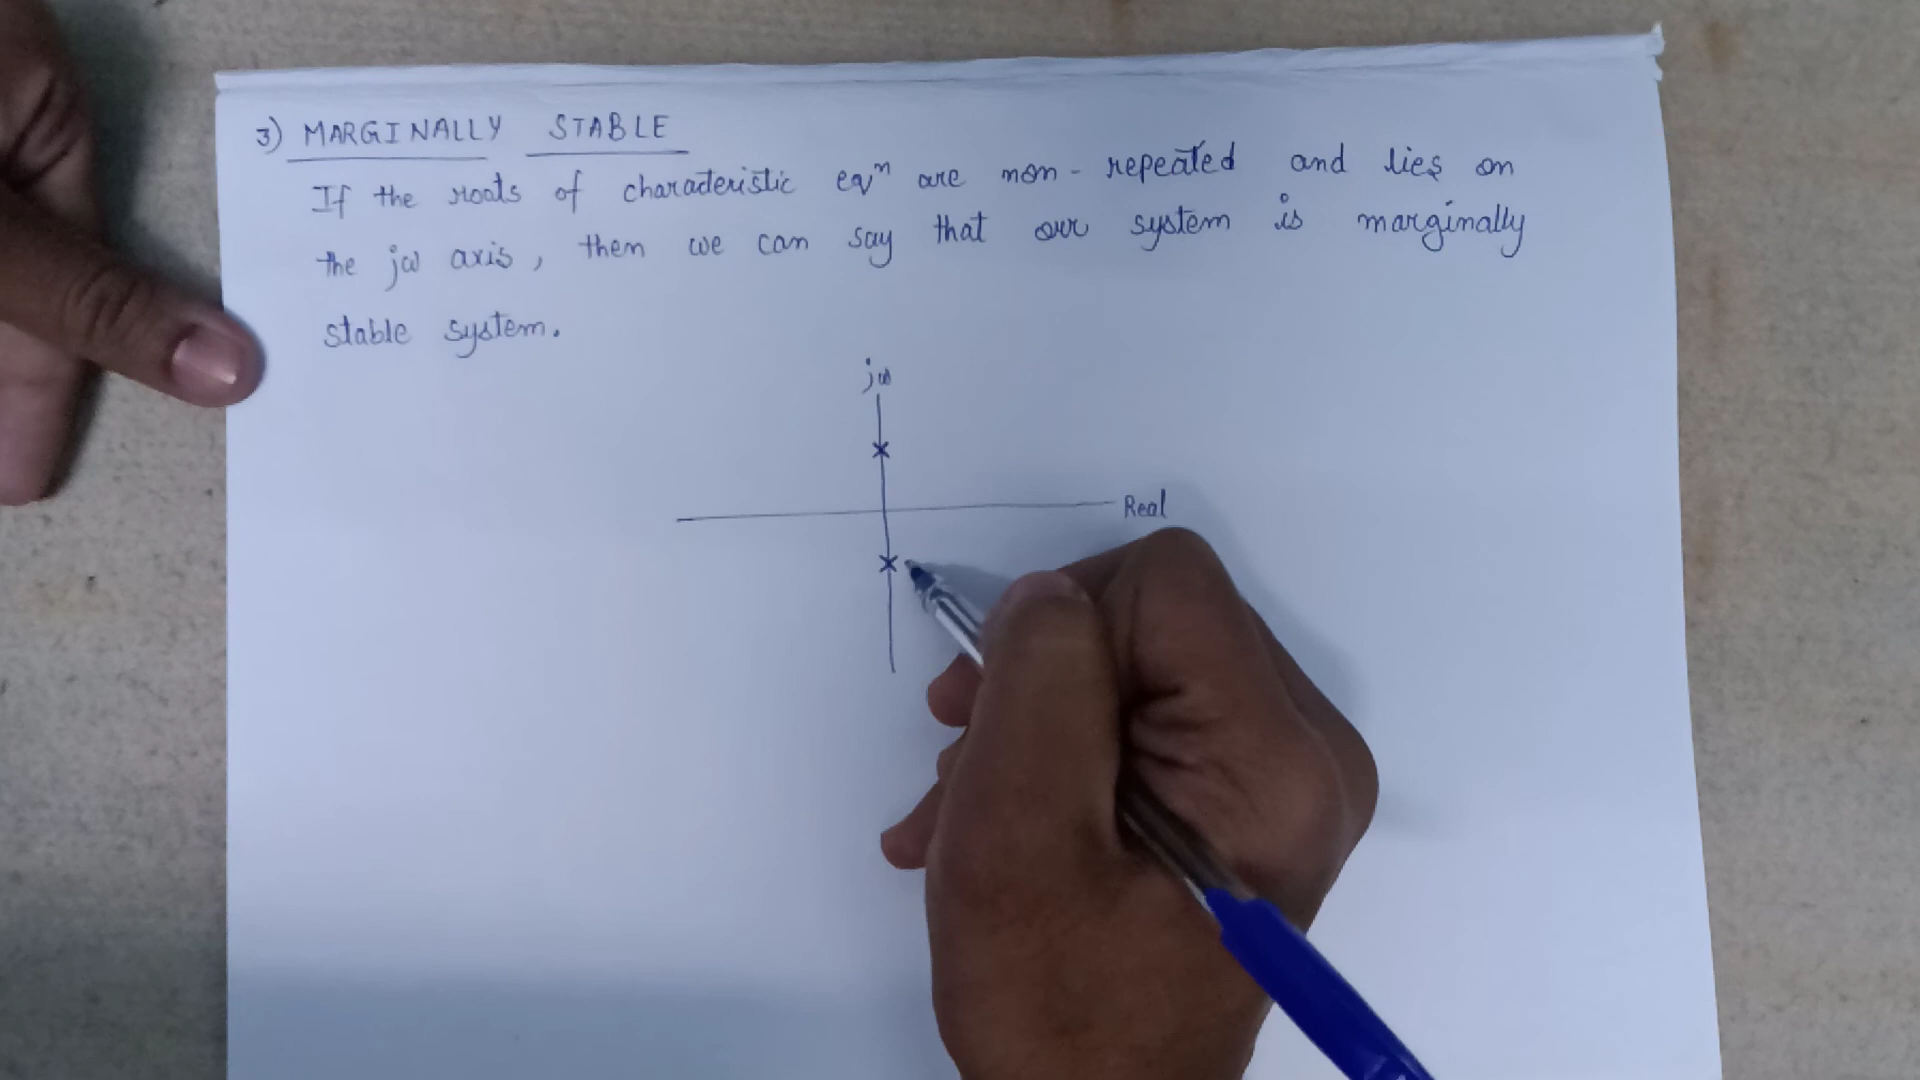 3) MARGINALLY STABLE
If the roots of characteristic eqⁿ are non-repeated and lies on
the jω axis, then we can say that our system is marginally
stable system.
jω
Real